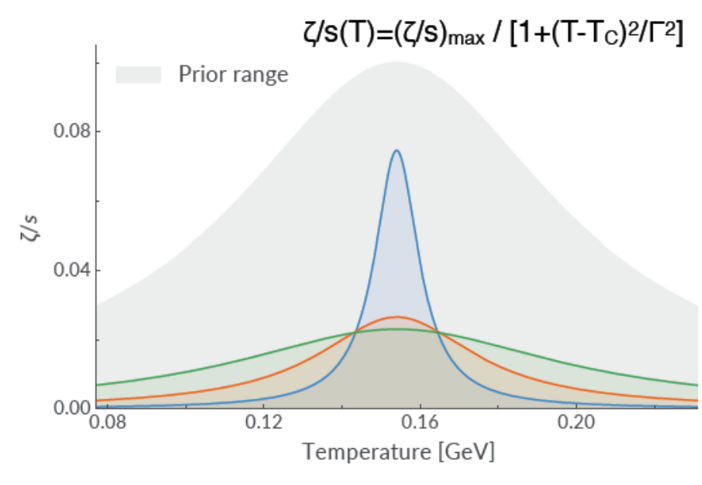 ζ/s(T)=(ζ/s)max / [1+(T-TC)²/Γ²]
Prior range
0.08
0.04
0.00
ζ/s
0.08 0.12 0.16 0.20
Temperature [GeV]